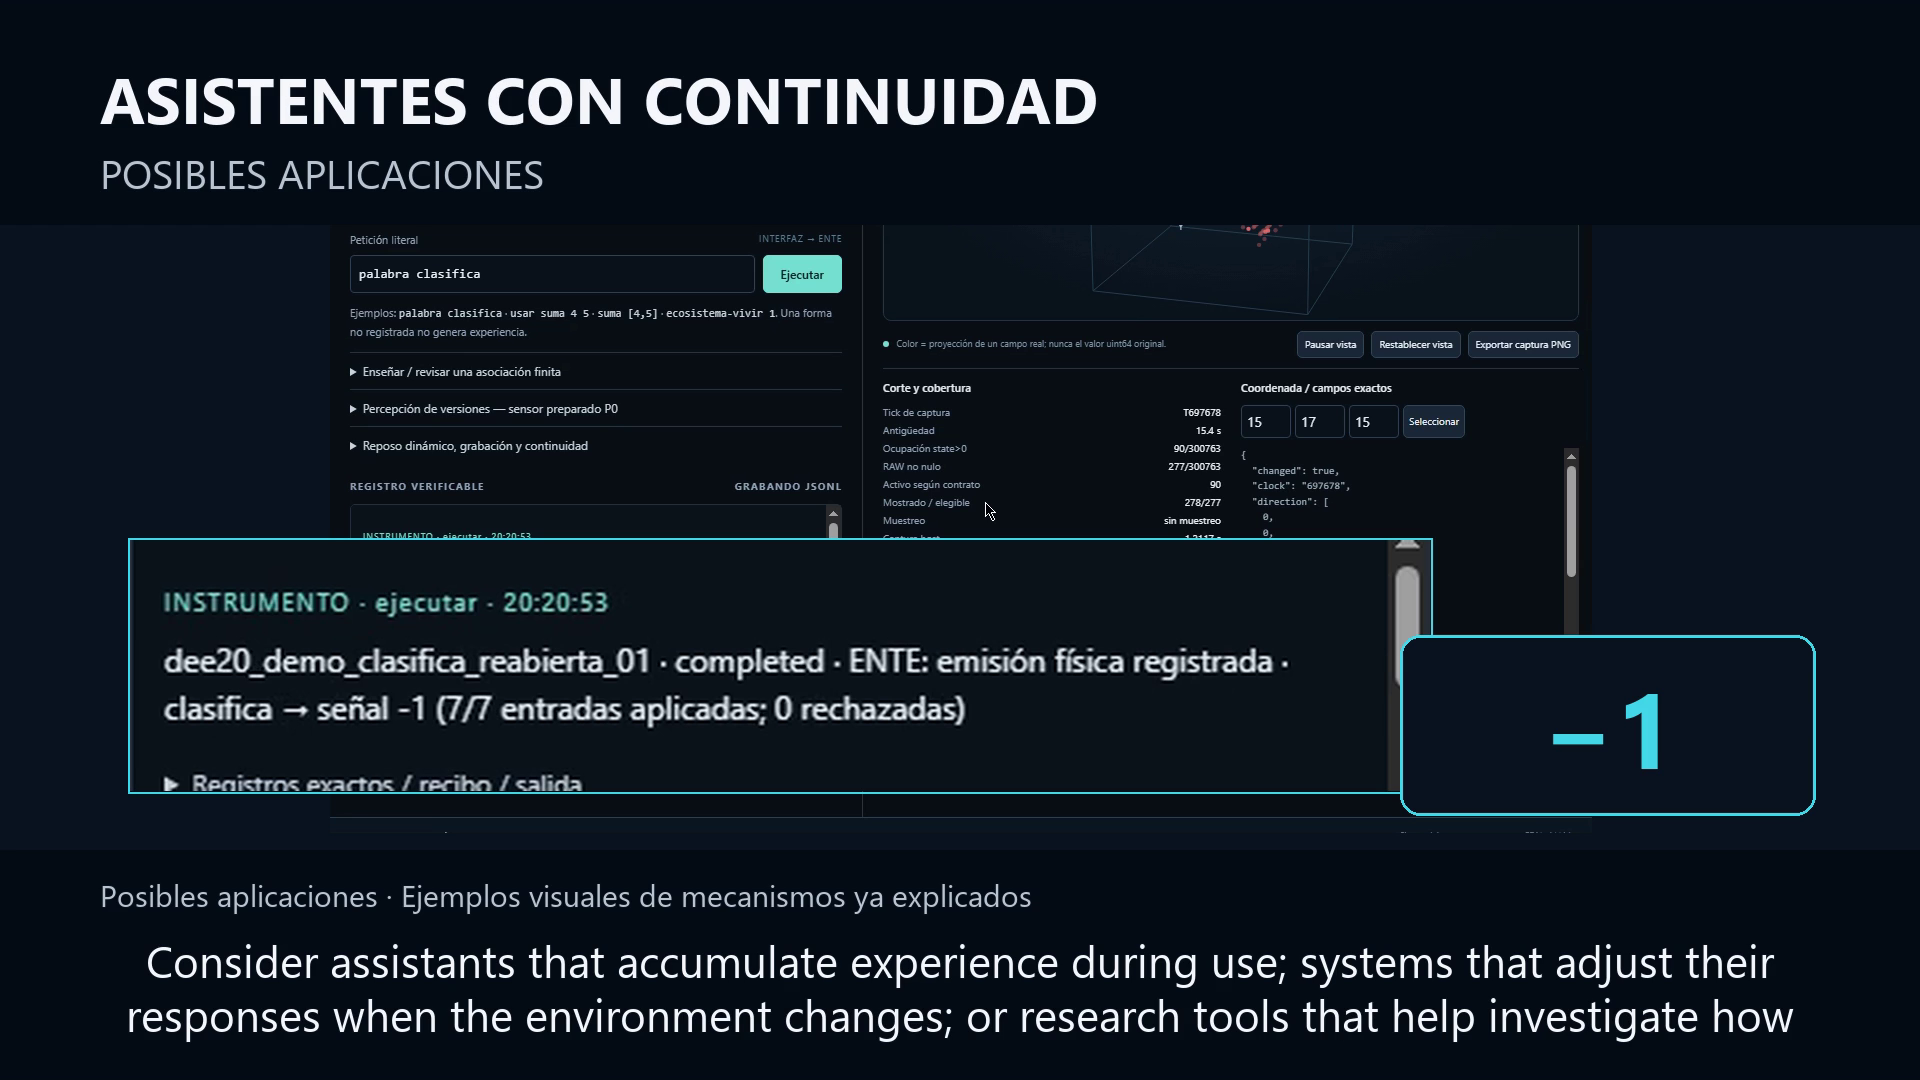 ASISTENTES CON CONTINUIDAD
POSIBLES APLICACIONES
Petición literal
INTERFAZ → ENTE
palabra clasifica
Ejecutar
Ejemplos: palabra clasifica · usar suma 4 5 · suma [4,5] · ecosistema-vivir 1. Una forma
no registrada no genera experiencia.
▶ Enseñar / revisar una asociación finita
▶ Percepción de versiones — sensor preparado P0
▶ Reposo dinámico, grabación y continuidad
REGISTRO VERIFICABLE
GRABANDO JSONL
INSTRUMENTO · ejecutar · 20:20:53
Color = proyección de un campo real; nunca el valor uint64 original.
Pausar vista
Restablecer vista
Exportar captura PNG
Corte y cobertura
Tick de captura T697678
Antigüedad 15.4 s
Ocupación state>0 90/300763
RAW no nulo 277/300763
Activo según contrato 90
Mostrado / elegible 278/277
Muestreo sin muestreo
Coordenada / campos exactos
15 17 15 Seleccionar
{
"changed": true,
"clock": "697678",
"direction": [
0,
0,
INSTRUMENTO · ejecutar · 20:20:53
dee20_demo_clasifica_reabierta_01 · completed · ENTE: emisión física registrada ·
clasifica → señal -1 (7/7 entradas aplicadas; 0 rechazadas)
▶ Registros exactos / recibo / salida
−1
Posibles aplicaciones · Ejemplos visuales de mecanismos ya explicados
Consider assistants that accumulate experience during use; systems that adjust their
responses when the environment changes; or research tools that help investigate how